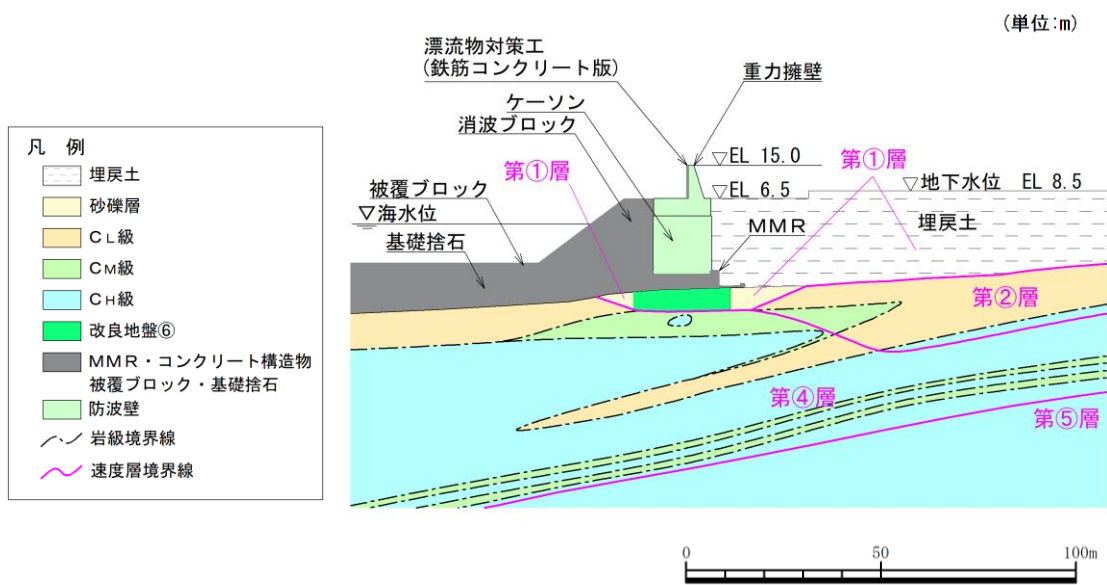 (単位:m)
漂流物対策工
(鉄筋コンクリート版)
重力擁壁
ケーソン
消波ブロック
▽EL 15.0
第①層
第①層
凡 例
埋戻土
砂礫層
CL級
CM級
CH級
改良地盤⑥
MMR・コンクリート構造物
被覆ブロック・基礎捨石
防波壁
岩級境界線
速度層境界線
被覆ブロック
▽EL 6.5
▽地下水位 EL 8.5
▽海水位
埋戻土
MMR
基礎捨石
第②層
第④層
第⑤層
0 50 100m